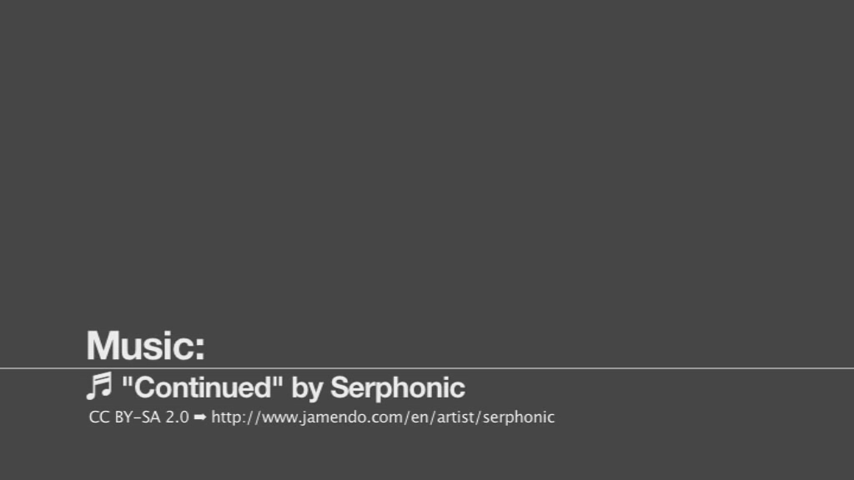 Music:
♬ "Continued" by Serphonic
CC BY-SA 2.0 ➡ http://www.jamendo.com/en/artist/serphonic